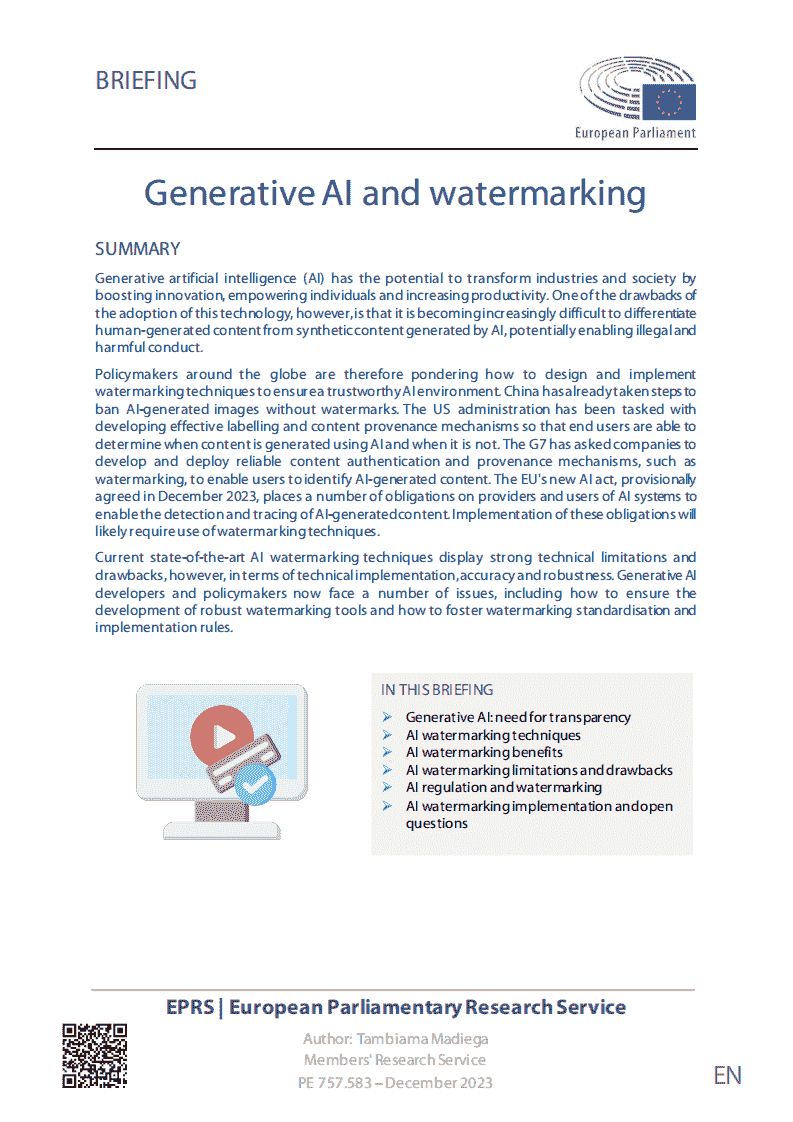 BRIEFING
European Parliament
Generative AI and watermarking
SUMMARY
Generative artificial intelligence (AI) has the potential to transform industries and society by
boosting innovation, empowering individuals and increasing productivity. One of the drawbacks of
the adoption of this technology, however, is that it is becoming increasingly difficult to differentiate
human-generated content from synthetic content generated by AI, potentially enabling illegal and
harmful conduct.
Policymakers around the globe are therefore pondering how to design and implement
watermarking techniques to ensure a trustworthy AI environment. China has already taken steps to
ban AI-generated images without watermarks. The US administration has been tasked with
developing effective labelling and content provenance mechanisms so that end users are able to
determine when content is generated using AI and when it is not. The G7 has asked companies to
develop and deploy reliable content authentication and provenance mechanisms, such as
watermarking, to enable users to identify AI-generated content. The EU's new AI act, provisionally
agreed in December 2023, places a number of obligations on providers and users of AI systems to
enable the detection and tracing of AI-generated content. Implementation of these obligations will
likely require use of watermarking techniques.
Current state-of-the-art AI watermarking techniques display strong technical limitations and
drawbacks, however, in terms of technical implementation, accuracy and robustness. Generative AI
developers and policymakers now face a number of issues, including how to ensure the
development of robust watermarking tools and how to foster watermarking standardisation and
implementation rules.
IN THIS BRIEFING
Generative AI: need for transparency
AI watermarking techniques
AI watermarking benefits
AI watermarking limitations and drawbacks
AI regulation and watermarking
AI watermarking implementation and open
questions
EPRS | European Parliamentary Research Service
Author: Tambiama Madiega
Members' Research Service
PE 757.583 – December 2023
EN